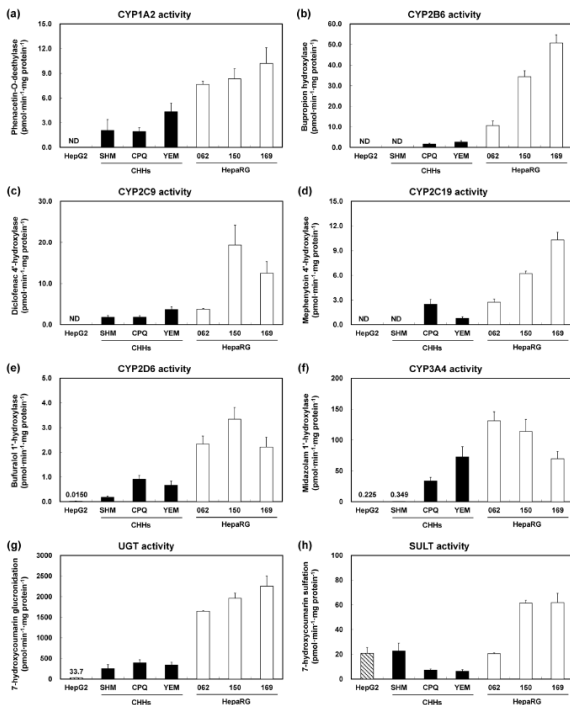 (a) CYP1A2 activity
Phenacetin-O-deethylase
(pmol·min⁻¹·mg protein⁻¹)
15.0
12.0
9.0
6.0
3.0
0.0
ND
HepG2 SHM CPQ YEM 062 150 169
CHHs HepaRG
(b) CYP2B6 activity
Bupropion hydroxylase
(pmol·min⁻¹·mg protein⁻¹)
60.0
50.0
40.0
30.0
20.0
10.0
0.0
ND ND
HepG2 SHM CPQ YEM 062 150 169
CHHs HepaRG
(c) CYP2C9 activity
Diclofenac 4'-hydroxylase
(pmol·min⁻¹·mg protein⁻¹)
30.0
20.0
10.0
0.0
ND
HepG2 SHM CPQ YEM 062 150 169
CHHs HepaRG
(d) CYP2C19 activity
Mephenytoin 4'-hydroxylase
(pmol·min⁻¹·mg protein⁻¹)
15.0
12.0
9.0
6.0
3.0
0.0
ND ND
HepG2 SHM CPQ YEM 062 150 169
CHHs HepaRG
(e) CYP2D6 activity
Bufuralol 1'-hydroxylase
(pmol·min⁻¹·mg protein⁻¹)
5.0
4.0
3.0
2.0
1.0
0.0
0.0150
HepG2 SHM CPQ YEM 062 150 169
CHHs HepaRG
(f) CYP3A4 activity
Midazolam 1'-hydroxylase
(pmol·min⁻¹·mg protein⁻¹)
200
150
100
50
0
0.225 0.349
HepG2 SHM CPQ YEM 062 150 169
CHHs HepaRG
(g) UGT activity
7-hydroxycoumarin glucronidation
(pmol·min⁻¹·mg protein⁻¹)
3000
2500
2000
1500
1000
500
0
33.7
HepG2 SHM CPQ YEM 062 150 169
CHHs HepaRG
(h) SULT activity
7-hydroxycoumarin sulfation
(pmol·min⁻¹·mg protein⁻¹)
100
80
60
40
20
0
HepG2 SHM CPQ YEM 062 150 169
CHHs HepaRG